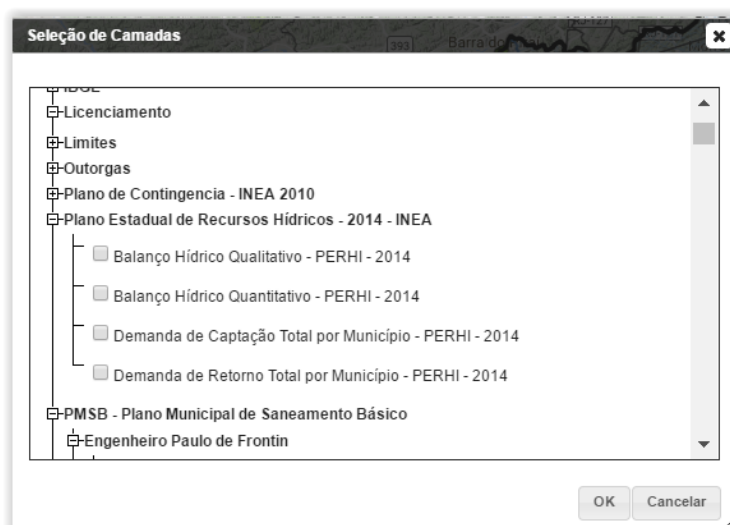 Seleção de Camadas
393
Barra do
IBGE
Licenciamento
Limites
Outorgas
Plano de Contingencia - INEA 2010
Plano Estadual de Recursos Hídricos - 2014 - INEA
Balanço Hídrico Qualitativo - PERHI - 2014
Balanço Hídrico Quantitativo - PERHI - 2014
Demanda de Captação Total por Município - PERHI - 2014
Demanda de Retorno Total por Município - PERHI - 2014
PMSB - Plano Municipal de Saneamento Básico
Engenheiro Paulo de Frontin
OK Cancelar